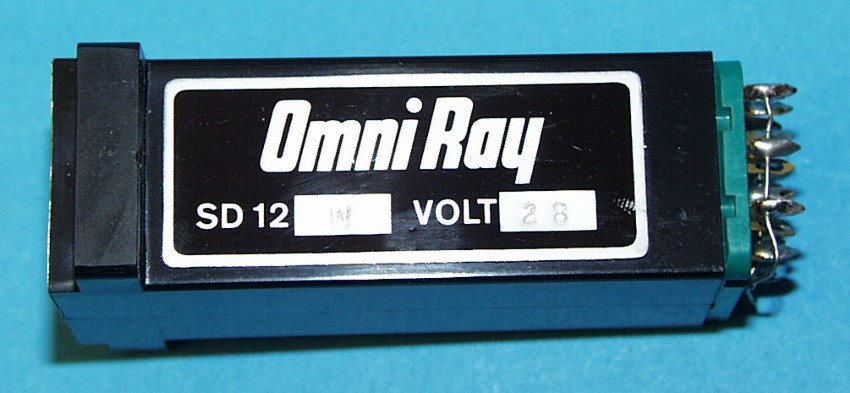 Omni Ray
SD 12 W VOLT 28